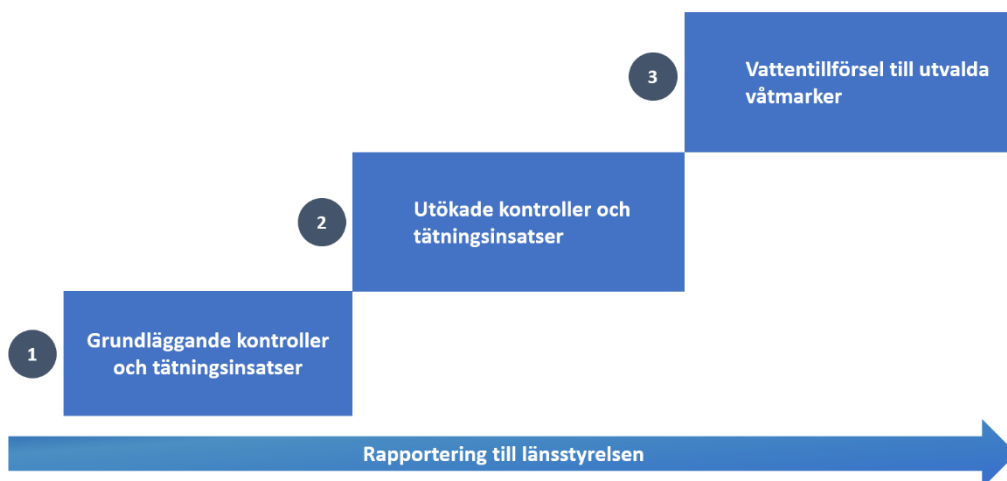 3
Vattentillförsel till utvalda
våtmarker
2
Utökade kontroller och
tätningsinsatser
1
Grundläggande kontroller
och tätningsinsatser
Rapportering till länsstyrelsen